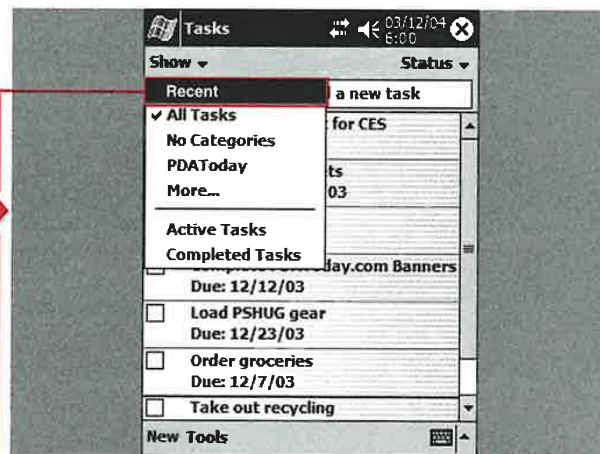 Tasks
03/12/04
6:00
Show
Status
Recent
a new task
All Tasks
for CES
No Categories
PDAToday
ts
More...
03
Active Tasks
Completed Tasks
day.com Banners
Due: 12/12/03
Load PSHUG gear
Due: 12/23/03
Order groceries
Due: 12/7/03
Take out recycling
New Tools